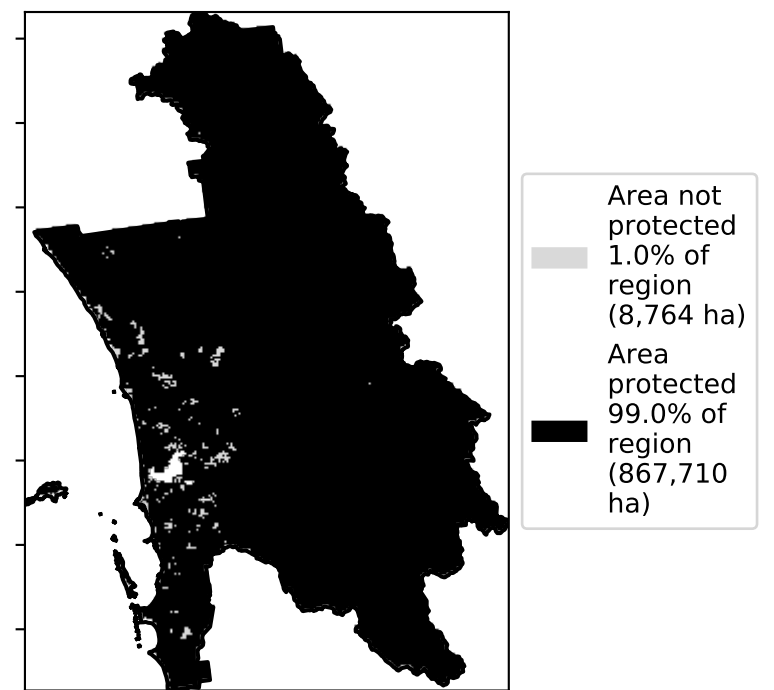 Area not
protected
1.0% of
region
(8,764 ha)
Area
protected
99.0% of
region
(867,710
ha)